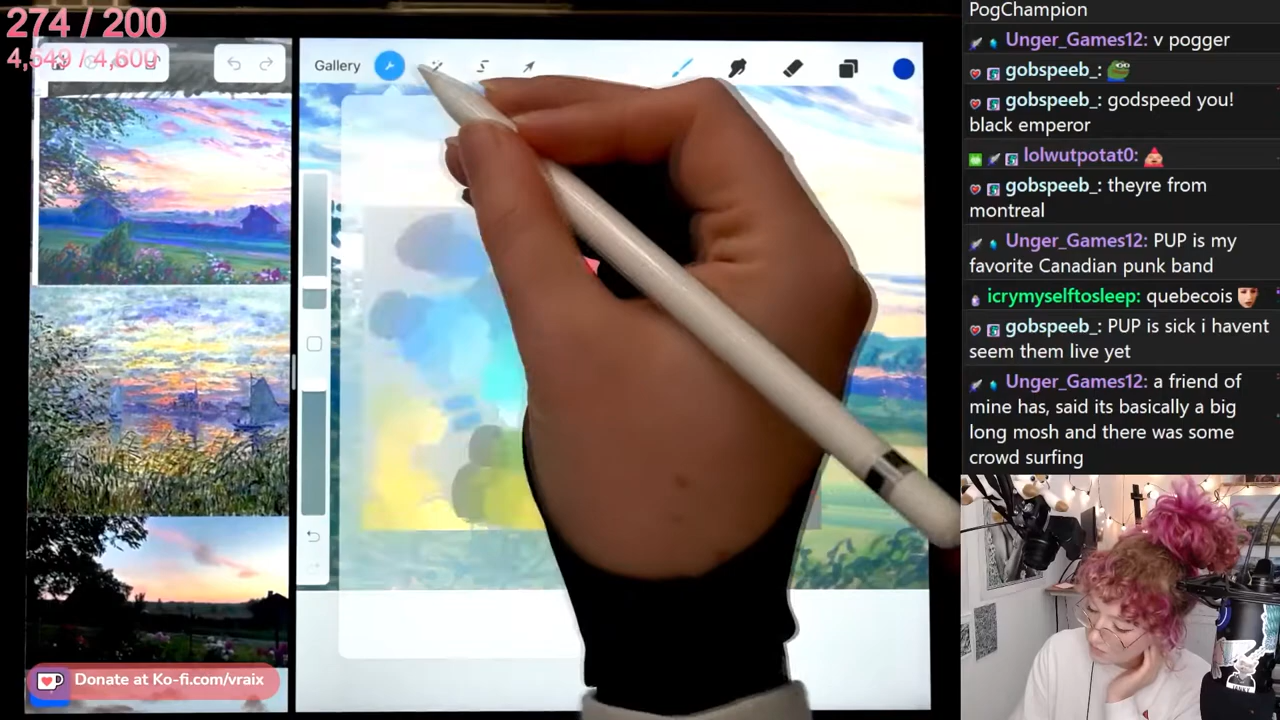 274 / 200
4,549 / 4,600
Gallery
Donate at Ko-fi.com/vraix
PogChampion
Unger_Games12: v pogger
gobspeeb_:
gobspeeb_: godspeed you!
black emperor
lolwutpotat0:
gobspeeb_: theyre from
montreal
Unger_Games12: PUP is my
favorite Canadian punk band
icrymyselftosleep: quebecois
gobspeeb_: PUP is sick i havent
seem them live yet
Unger_Games12: a friend of
mine has, said its basically a big
long mosh and there was some
crowd surfing